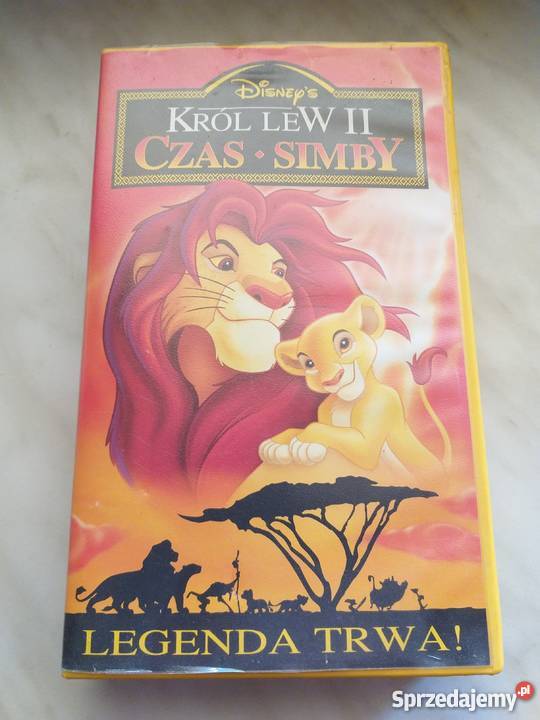 Disney's
KRÓL LEW II
CZAS · SIMBY
LEGENDA TRWA!
Sprzedajemy.pl